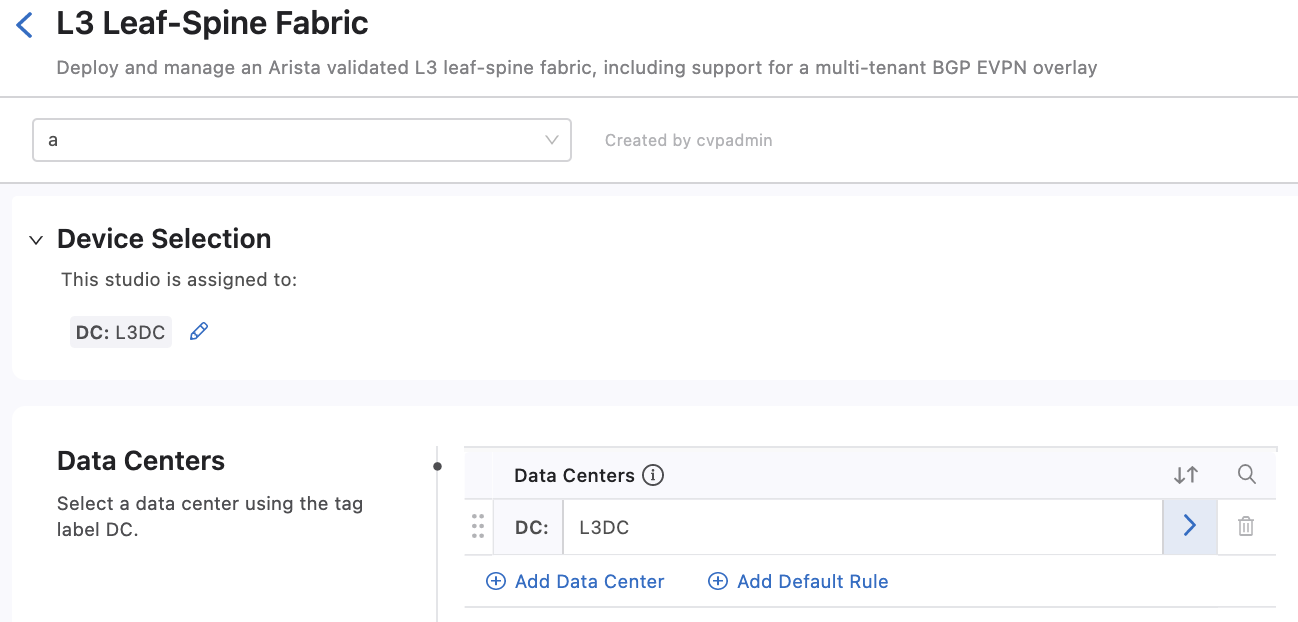 L3 Leaf-Spine Fabric
Deploy and manage an Arista validated L3 leaf-spine fabric, including support for a multi-tenant BGP EVPN overlay
a
Created by cvpadmin
Device Selection
This studio is assigned to:
DC: L3DC
Data Centers
Select a data center using the tag
label DC.
Data Centers
DC: L3DC
Add Data Center
Add Default Rule